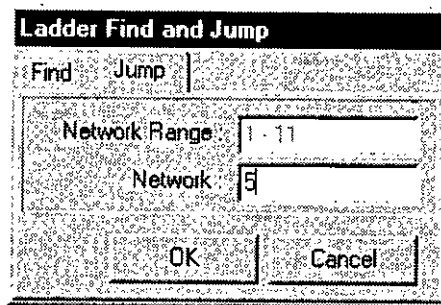 Ladder Find and Jump
Find Jump
Network Range : 1 - 11
Network : 5
OK Cancel